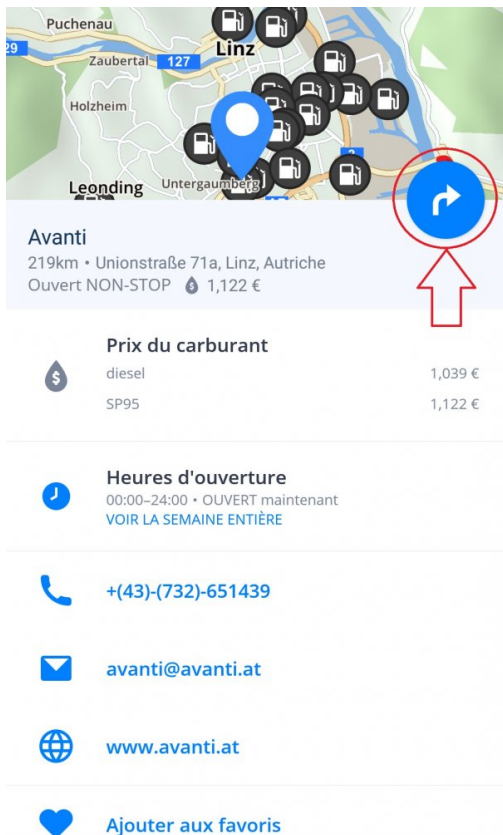 Puchenau
29
Linz
Zaubertal
127
Holzheim
Leonding
Untergaumberg
Avanti
219km • Unionstraße 71a, Linz, Autriche
Ouvert NON-STOP 1,122 €
Prix du carburant
diesel 1,039 €
SP95 1,122 €
Heures d'ouverture
00:00–24:00 • OUVERT maintenant
VOIR LA SEMAINE ENTIÈRE
+(43)-(732)-651439
avanti@avanti.at
www.avanti.at
Ajouter aux favoris